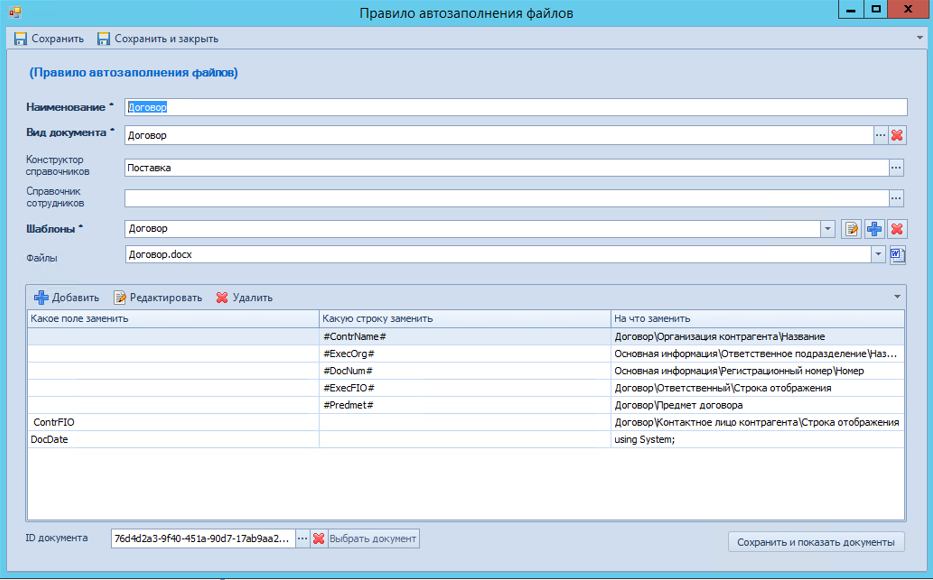 Правило автозаполнения файлов
Сохранить Сохранить и закрыть
(Правило автозаполнения файлов)
Наименование * Договор
Вид документа * Договор ...
Конструктор справочников Поставка ...
Справочник сотрудников ...
Шаблоны * Договор
Файлы Договор.docx
Добавить Редактировать Удалить
Какое поле заменить Какую строку заменить На что заменить
#ContrName# Договор\Организация контрагента\Название
#ExecOrg# Основная информация\Ответственное подразделение\Наз...
#DocNum# Основная информация\Регистрационный номер\Номер
#ExecFIO# Договор\Ответственный\Строка отображения
#Predmet# Договор\Предмет договора
ContrFIO Договор\Контактное лицо контрагента\Строка отображения
DocDate using System;
ID документа 76d4d2a3-9f40-451a-90d7-17ab9aa2... ... Выбрать документ Сохранить и показать документы